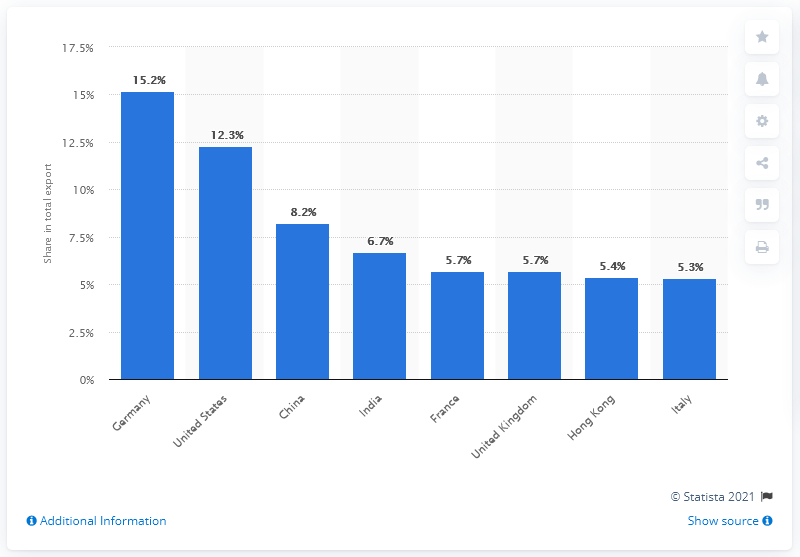 17.5%
15%
12.5%
10%
7.5%
5%
2.5%
0%
Share in total export
15.2%
12.3%
8.2%
6.7%
5.7%
5.7%
5.4%
5.3%
Germany
United States
China
India
France
United Kingdom
Hong Kong
Italy
© Statista 2021
Additional Information
Show source